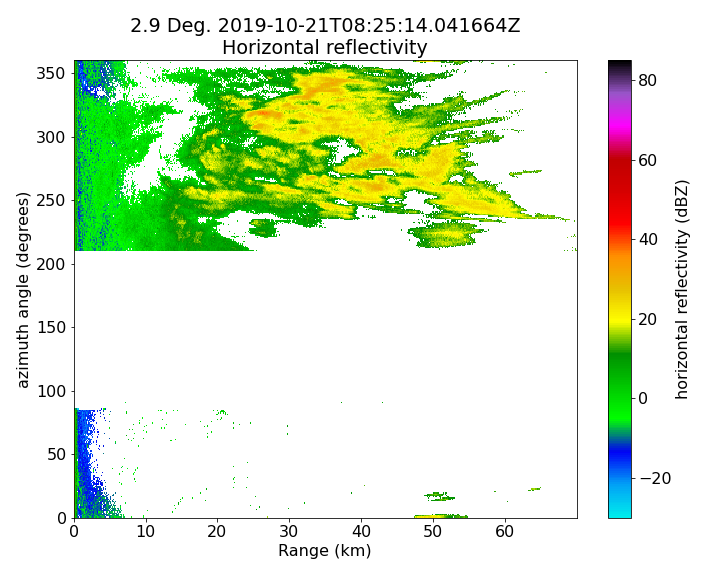 2.9 Deg. 2019-10-21T08:25:14.041664Z
Horizontal reflectivity
azimuth angle (degrees)
350
300
250
200
150
100
50
0
0 10 20 30 40 50 60
Range (km)
80
60
40
20
0
−20
horizontal reflectivity (dBZ)